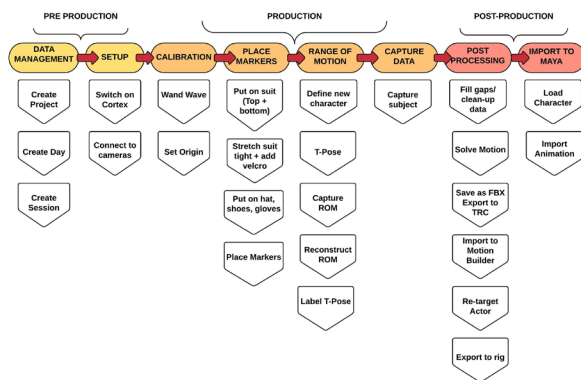 PRE PRODUCTION
PRODUCTION
POST-PRODUCTION
DATA
MANAGEMENT
SETUP
CALIBRATION
PLACE
MARKERS
RANGE OF
MOTION
CAPTURE
DATA
POST
PROCESSING
IMPORT TO
MAYA
Create
Project
Create Day
Create
Session
Switch on
Cortex
Connect to
cameras
Wand Wave
Set Origin
Put on suit
(Top +
bottom)
Stretch suit
tight + add
velcro
Put on hat,
shoes, gloves
Place Markers
Define new
character
T-Pose
Capture
ROM
Reconstruct
ROM
Label T-Pose
Capture
subject
Fill gaps/
clean-up
data
Solve Motion
Save as FBX
Export to
TRC
Import to
Motion
Builder
Re-target
Actor
Export to rig
Load
Character
Import
Animation